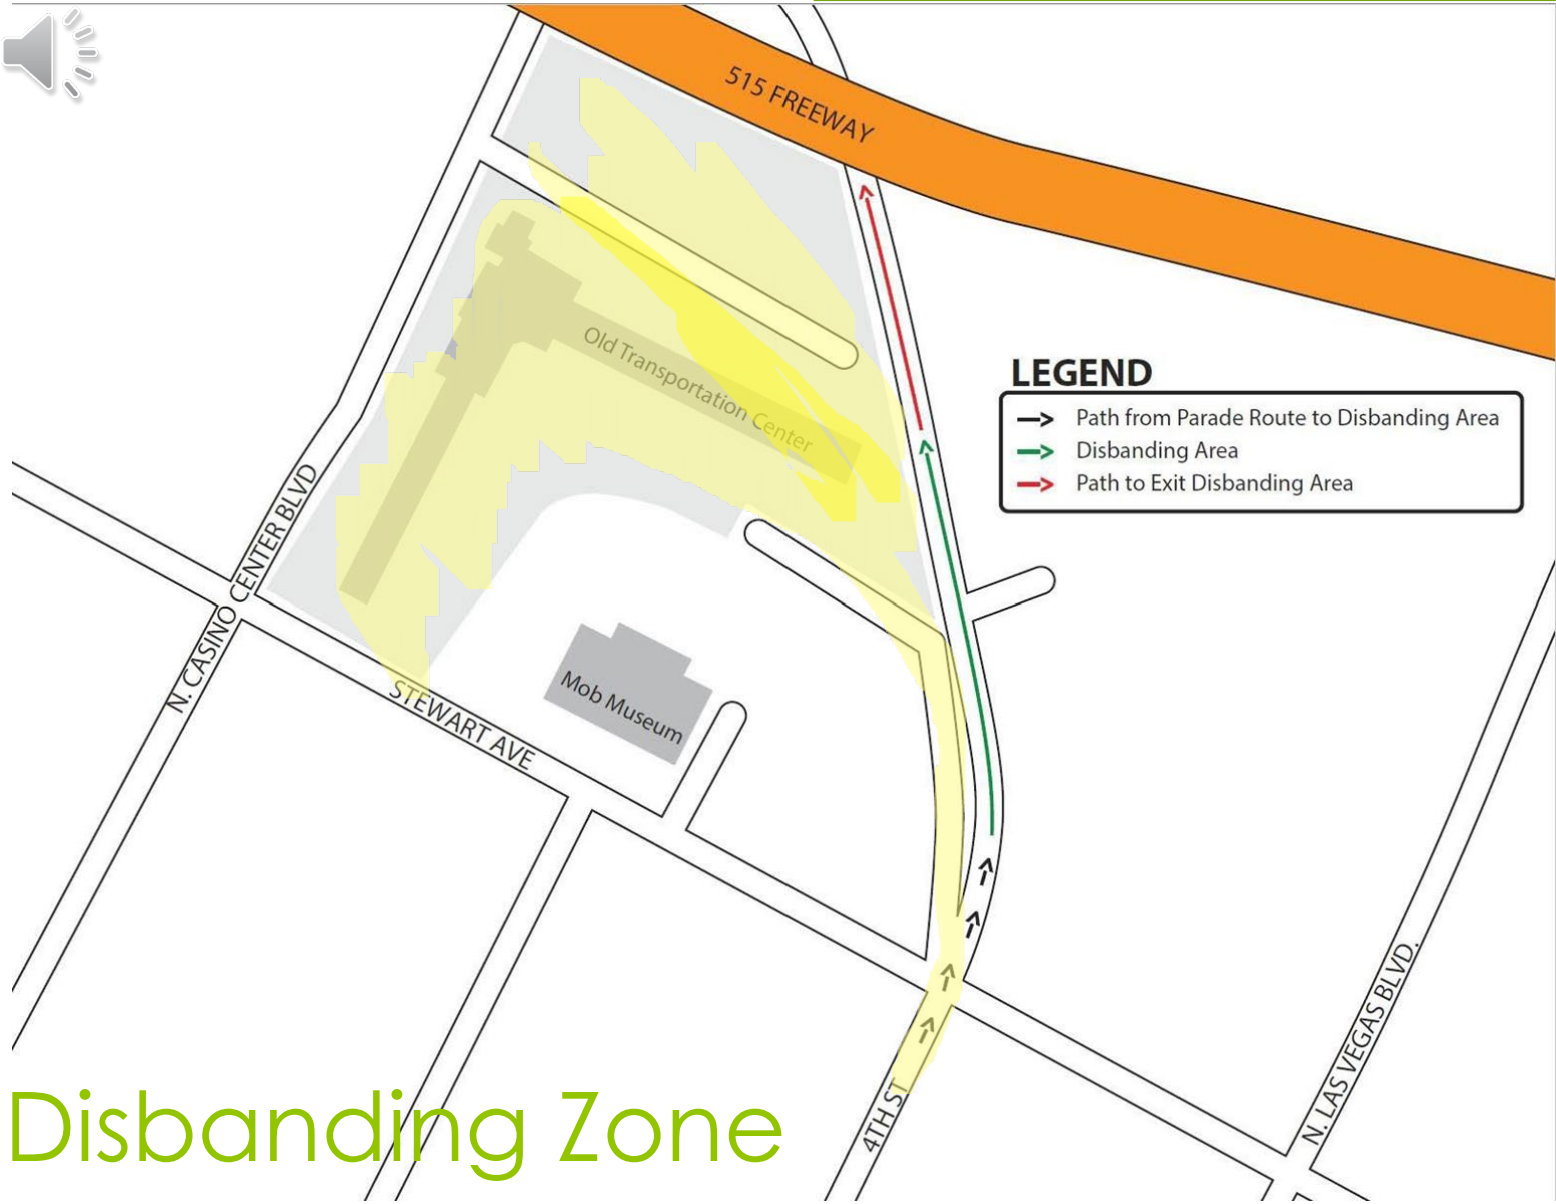 515 FREEWAY
Old Transportation Center
LEGEND
Path from Parade Route to Disbanding Area
Disbanding Area
Path to Exit Disbanding Area
N. CASINO CENTER BLVD
Mob Museum
STEWART AVE
N. LAS VEGAS BLVD.
4TH ST
Disbanding Zone